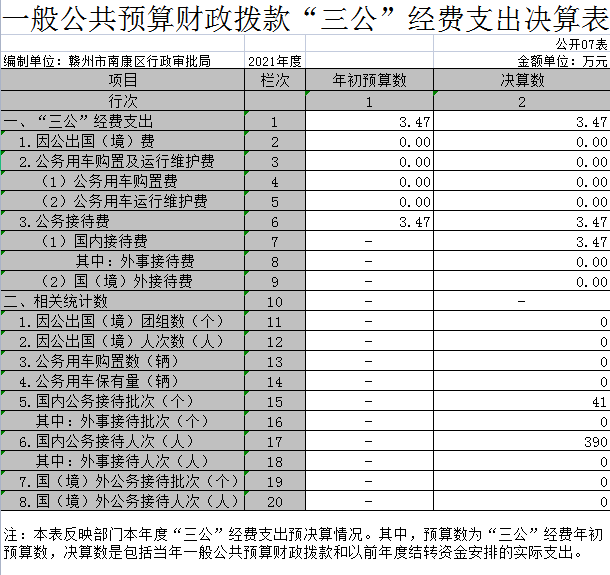 一般公共预算财政拨款“三公”经费支出决算表
公开07表
编制单位：赣州市南康区行政审批局 2021年度 金额单位：万元
项目 栏次 年初预算数 决算数
行次 1 2
一、“三公”经费支出 1 3.47 3.47
1.因公出国（境）费 2 0.00 0.00
2.公务用车购置及运行维护费 3 0.00 0.00
（1）公务用车购置费 4 0.00 0.00
（2）公务用车运行维护费 5 0.00 0.00
3.公务接待费 6 3.47 3.47
（1）国内接待费 7 - 3.47
其中：外事接待费 8 - 0.00
（2）国（境）外接待费 9 - 0.00
二、相关统计数 10 - -
1.因公出国（境）团组数（个） 11 - 0
2.因公出国（境）人次数（人） 12 - 0
3.公务用车购置数（辆） 13 - 0
4.公务用车保有量（辆） 14 - 0
5.国内公务接待批次（个） 15 - 41
其中：外事接待批次（个） 16 - 0
6.国内公务接待人次（人） 17 - 390
其中：外事接待人次（人） 18 - 0
7.国（境）外公务接待批次（个） 19 - 0
8.国（境）外公务接待人次（人） 20 - 0
注：本表反映部门本年度“三公”经费支出预决算情况。其中，预算数为“三公”经费年初
预算数，决算数是包括当年一般公共预算财政拨款和以前年度结转资金安排的实际支出。